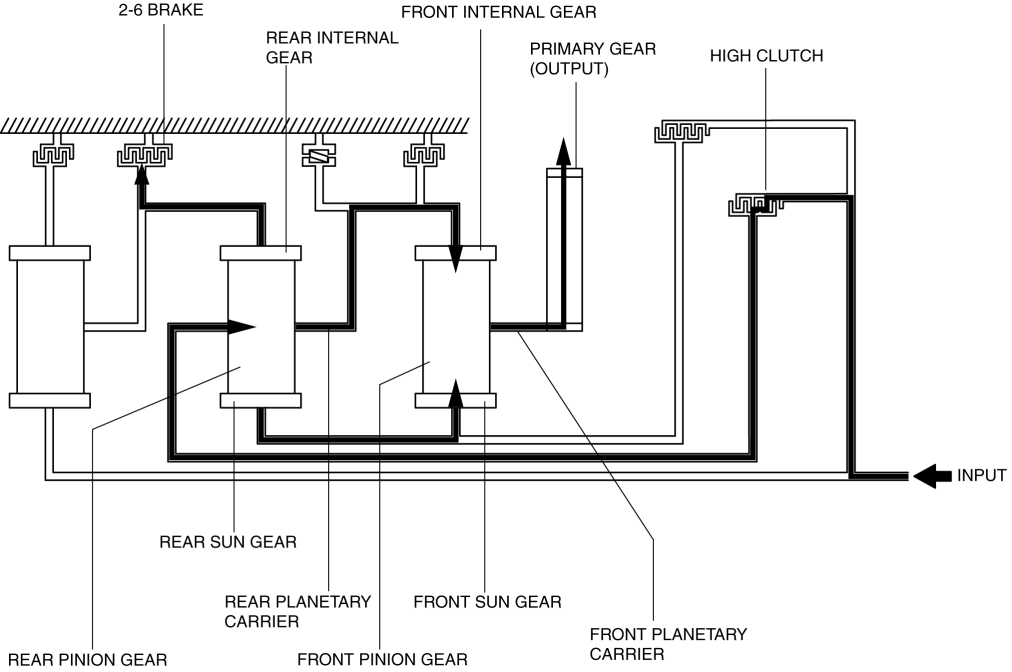 2-6 BRAKE
FRONT INTERNAL GEAR
REAR INTERNAL
GEAR
PRIMARY GEAR
(OUTPUT)
HIGH CLUTCH
INPUT
REAR SUN GEAR
REAR PLANETARY
CARRIER
FRONT SUN GEAR
FRONT PLANETARY
CARRIER
REAR PINION GEAR
FRONT PINION GEAR